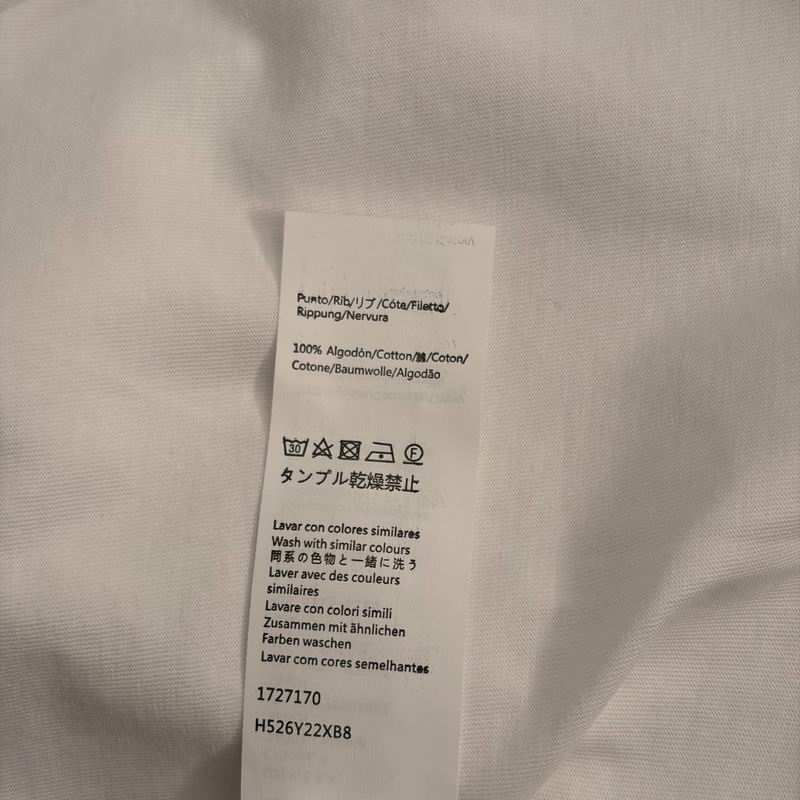 Punto/Rib/リブ/Côte/Filetto/
Rippung/Nervura
100% Algodón/Cotton/綿/Coton/
Cotone/Baumwolle/Algodão
30 F
タンブル乾燥禁止
Lavar con colores similares
Wash with similar colours
同系の色物と一緒に洗う
Laver avec des couleurs
similaires
Lavare con colori simili
Zusammen mit ähnlichen
Farben waschen
Lavar com cores semelhantes
1727170
H526Y22XB8